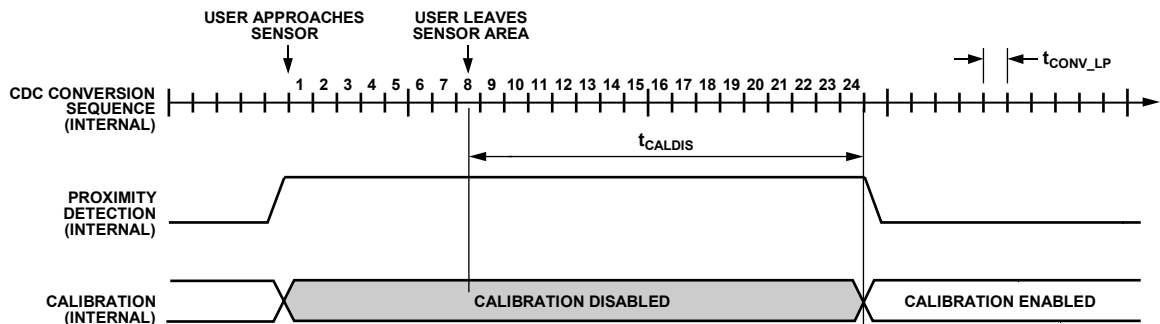 USER APPROACHES
SENSOR
USER LEAVES
SENSOR AREA
1 2 3 4 5 6 7 8 9 10 11 12 13 14 15 16 17 18 19 20 21 22 23 24
tCONV_LP
CDC CONVERSION
SEQUENCE
(INTERNAL)
tCALDIS
PROXIMITY
DETECTION
(INTERNAL)
CALIBRATION
(INTERNAL)
CALIBRATION DISABLED
CALIBRATION ENABLED